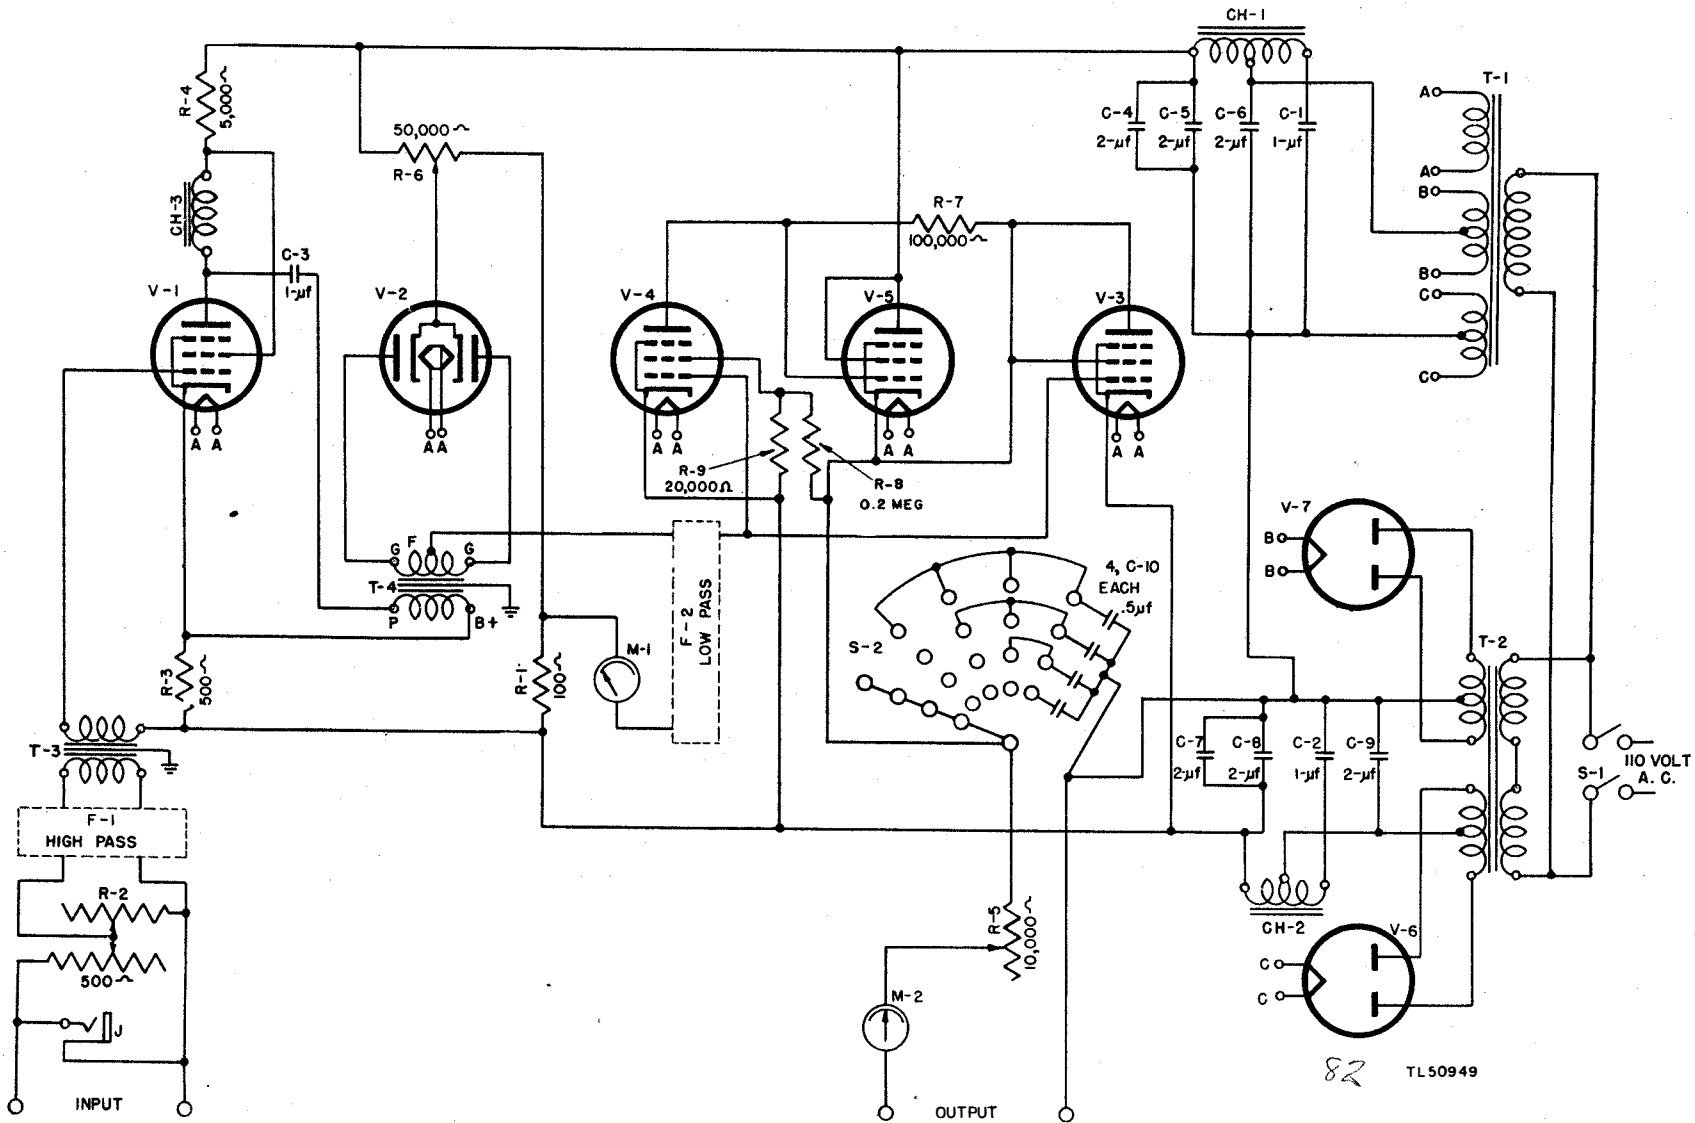 CH-1
R-4
5,000~
50,000~
R-6
C-4
2-µf
C-5
2-µf
C-6
2-µf
C-1
1-µf
T-1
A
A
B
B
C
C
CH-3
C-3
1-µf
R-7
100,000~
V-1
V-2
V-4
V-5
V-3
A A
A A
A A
A A
A A
R-9
20,000Ω
R-8
0.2 MEG
V-7
B
B
G F G
T-4
P B+
F-2
LOW PASS
4, C-10
EACH
.5µf
S-2
R-3
500~
R-1
100~
M-1
T-2
T-3
C-7
2-µf
C-8
2-µf
C-2
1-µf
C-9
2-µf
S-1
110 VOLT
A. C.
F-1
HIGH PASS
R-2
500~
J
R-5
10,000~
CH-2
V-6
C
C
M-2
INPUT
OUTPUT
82
TL50949